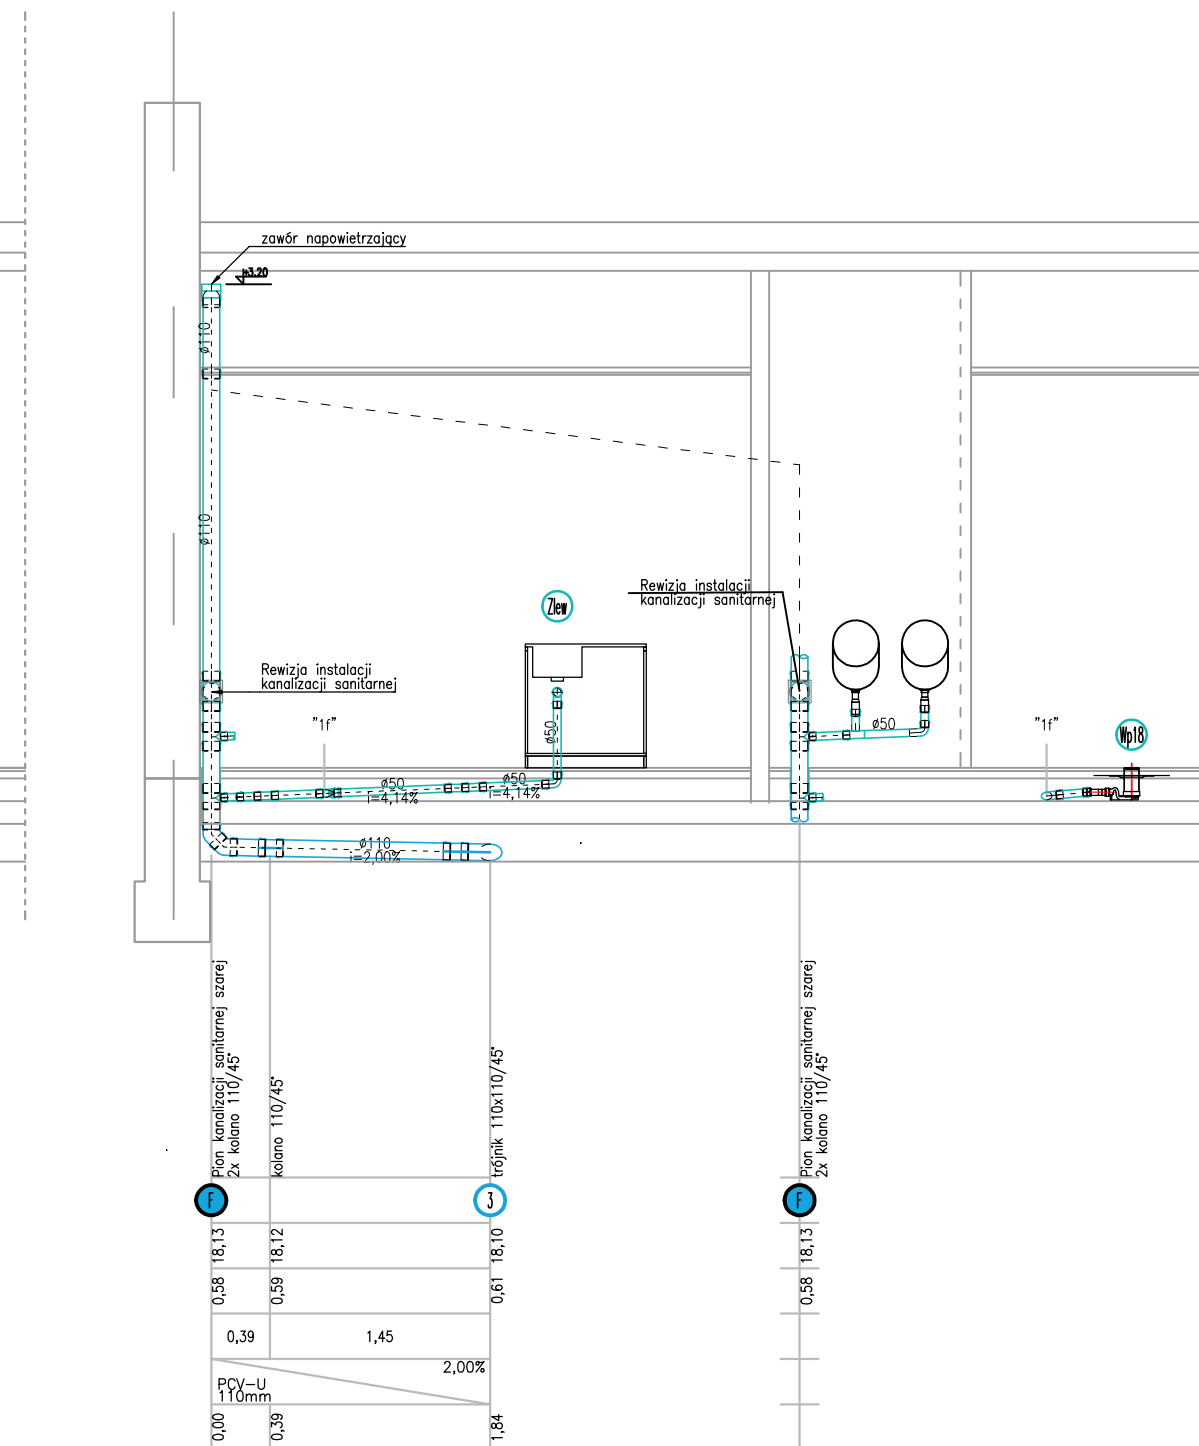 zawór napowietrzający
+3.20
ø110
ø110
Rewizja instalacji
kanalizacji sanitarnej
Zlew
Rewizja instalacji
kanalizacji sanitarnej
"1f"
ø50
ø50
"1f"
Wp18
ø50
i=4,14%
ø50
i=4,14%
ø110
i=2,00%
Pion kanalizacji sanitarnej szarej
2x kolano 110/45°
kolano 110/45°
trójnik 110x110/45°
Pion kanalizacji sanitarnej szarej
2x kolano 110/45°
F
3
F
18,13
18,12
18,10
18,13
0,58
0,59
0,61
0,58
0,39
1,45
2,00%
PCV-U
110mm
0,00
0,39
1,84